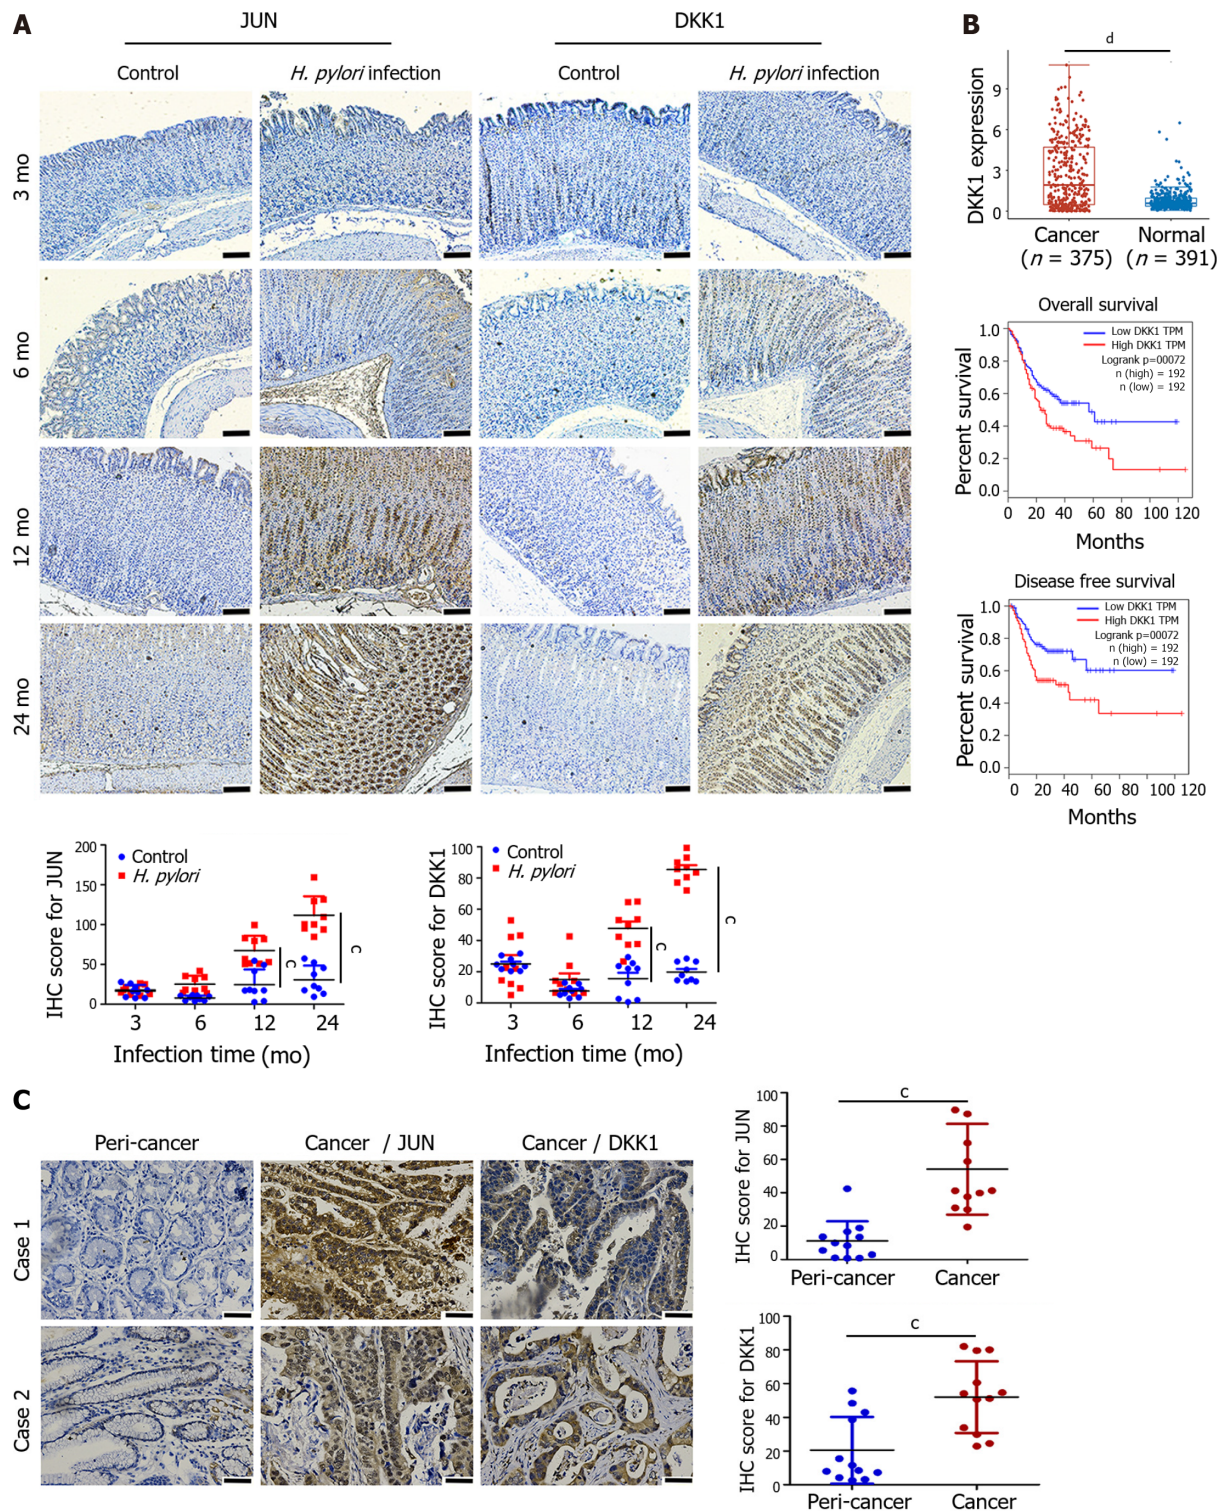 A
JUN
DKK1
Control
H. pylori infection
Control
H. pylori infection
3 mo
6 mo
12 mo
24 mo
IHC score for JUN
200
150
100
50
0
Control
H. pylori
c
c
3 6 12 24
Infection time (mo)
IHC score for DKK1
100
80
60
40
20
0
Control
H. pylori
c
c
3 6 12 24
Infection time (mo)
B
d
DKK1 expression
9
6
3
0
Cancer
(n = 375)
Normal
(n = 391)
Overall survival
Percent survival
1.0
0.8
0.6
0.4
0.2
0.0
Low DKK1 TPM
High DKK1 TPM
Logrank p=00072
n (high) = 192
n (low) = 192
0 20 40 60 80 100 120
Months
Disease free survival
Percent survival
1.0
0.8
0.6
0.4
0.2
0.0
Low DKK1 TPM
High DKK1 TPM
Logrank p=00072
n (high) = 192
n (low) = 192
0 20 40 60 80 100 120
Months
C
Peri-cancer
Cancer / JUN
Cancer / DKK1
Case 1
Case 2
IHC score for JUN
100
80
60
40
20
0
c
Peri-cancer
Cancer
IHC score for DKK1
100
80
60
40
20
0
c
Peri-cancer
Cancer